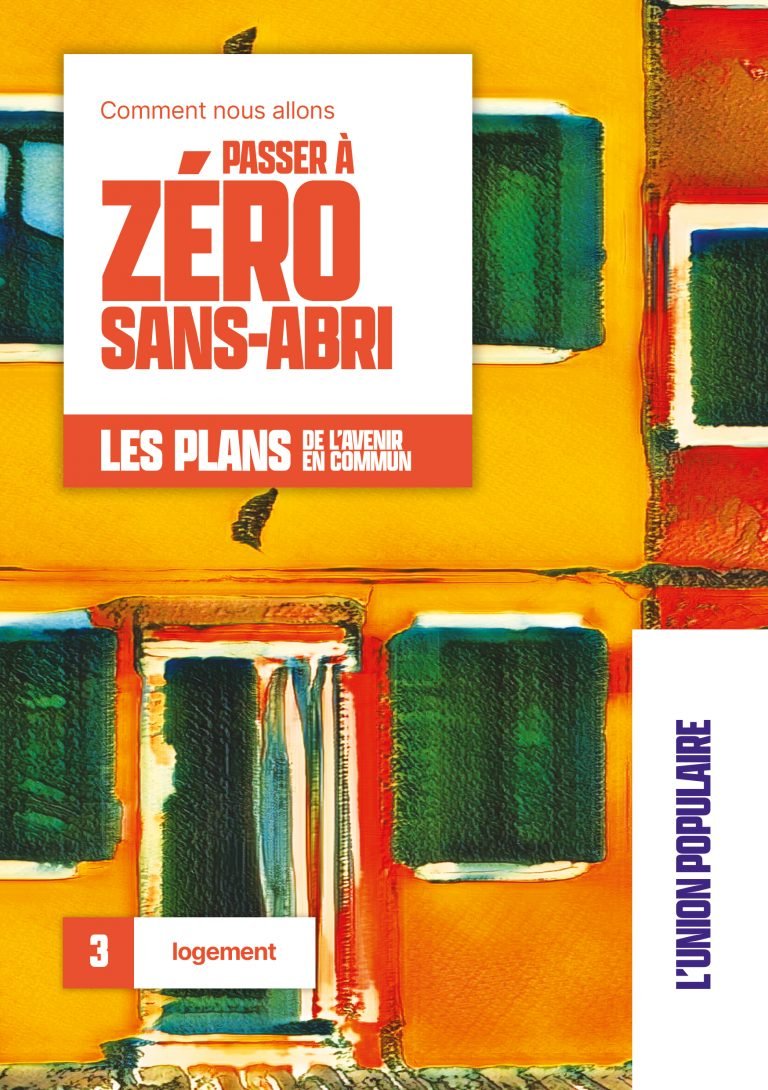 Comment nous allons
PASSER À
ZÉRO
SANS-ABRI
LES PLANS DE L'AVENIR
EN COMMUN
L'UNION POPULAIRE
3 logement